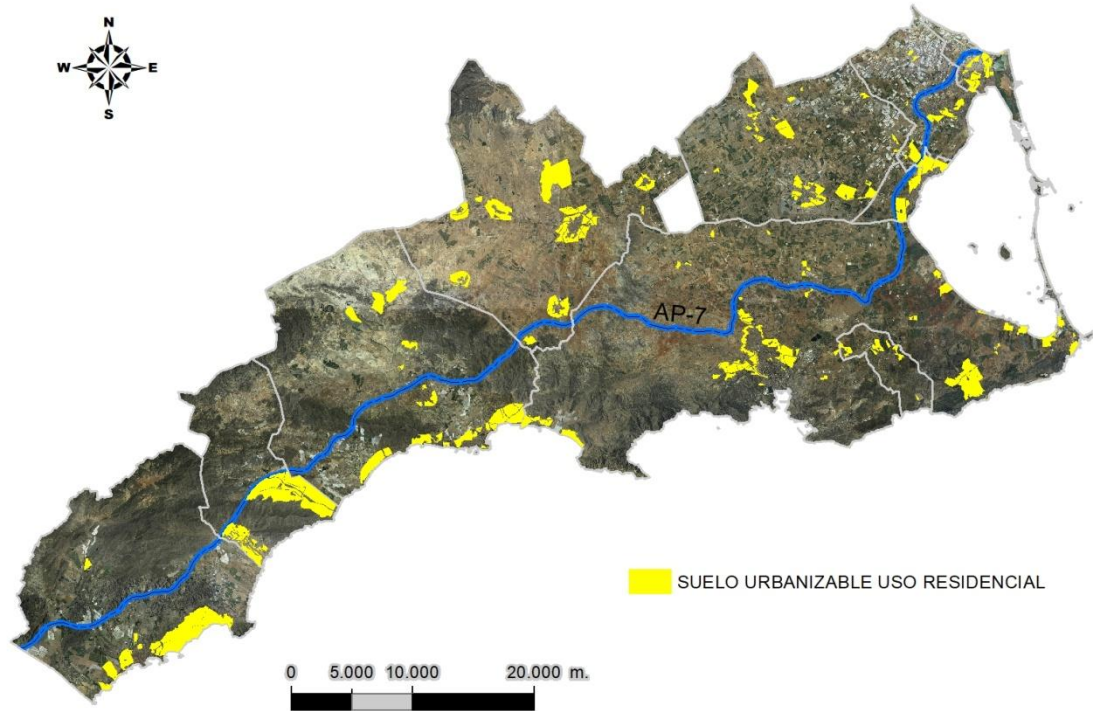 N
W E
S
AP-7
SUELO URBANIZABLE USO RESIDENCIAL
0 5.000 10.000 20.000 m.